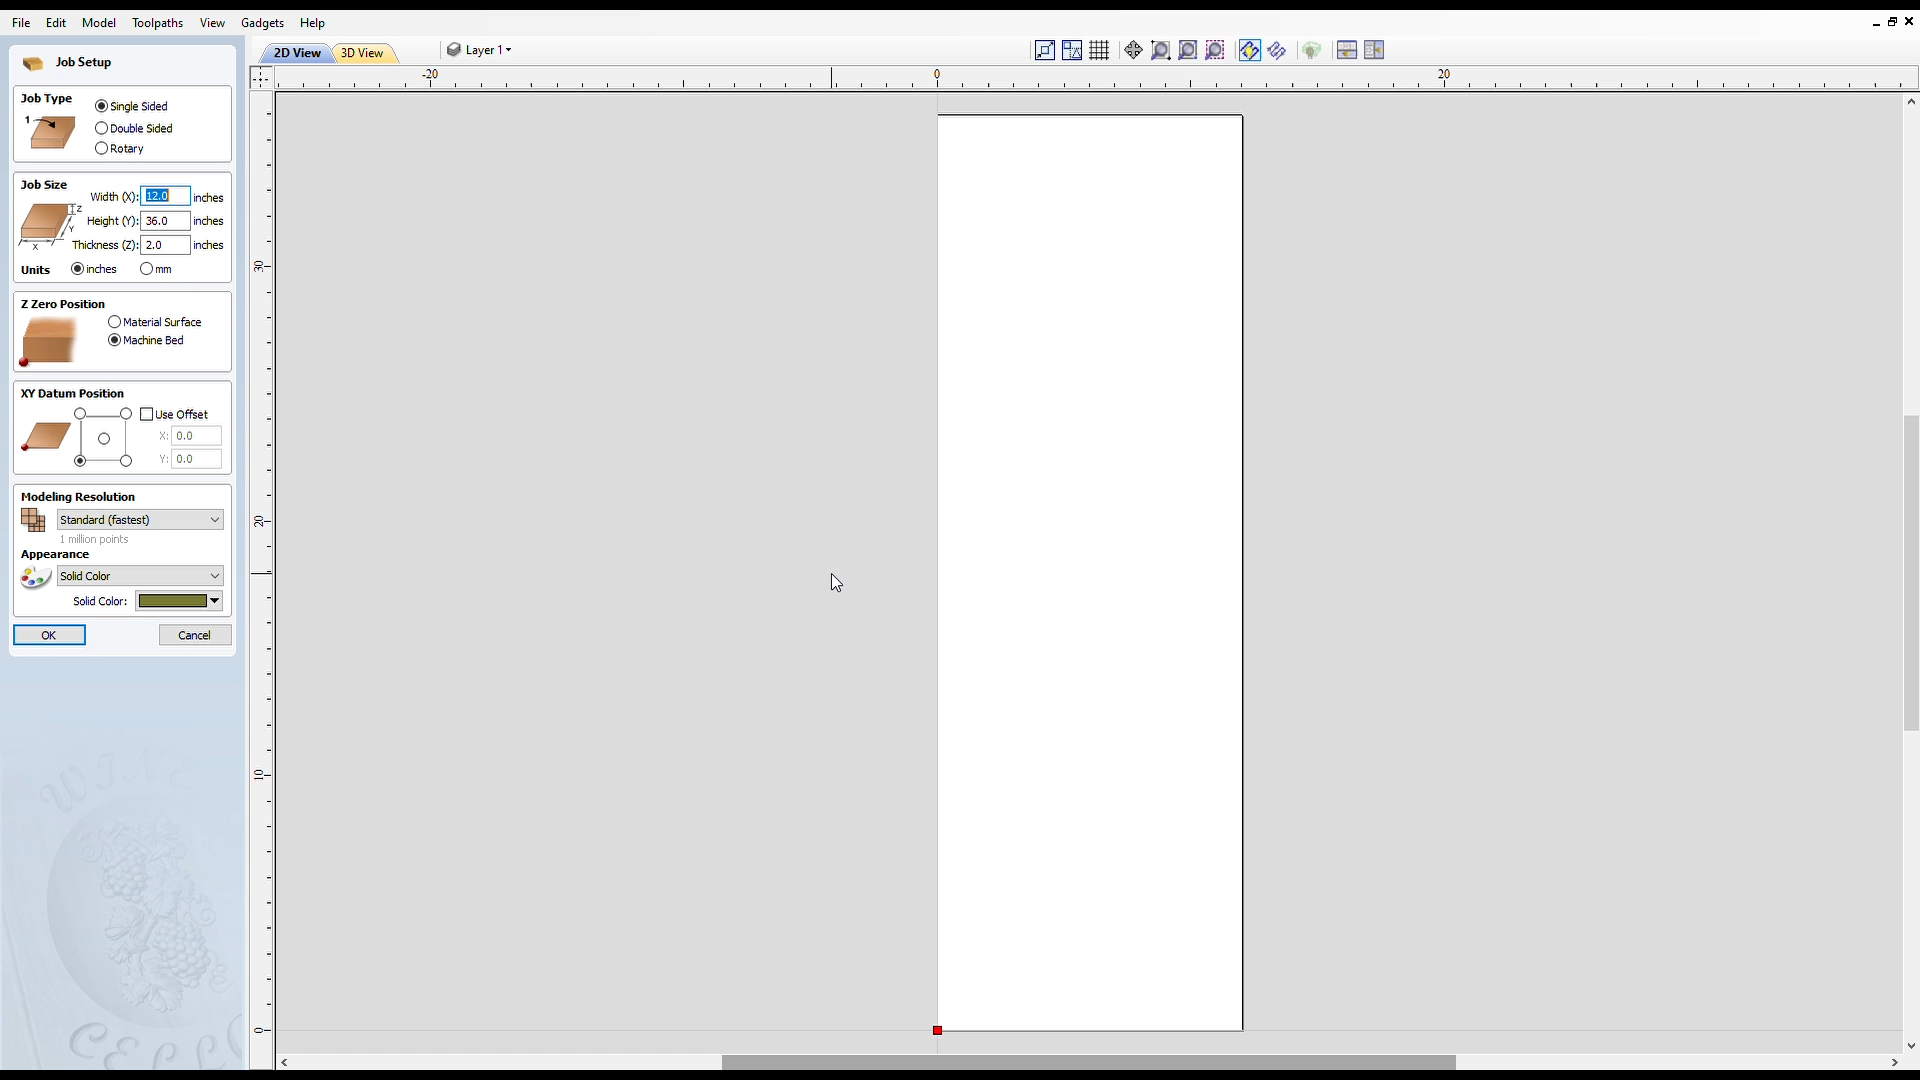 File Edit Model Toolpaths View Gadgets Help
Job Setup
2D View 3D View Layer 1
-20 0 20
Job Type
1
Single Sided
Double Sided
Rotary
Job Size
Width (X): 12.0 inches
Height (Y): 36.0 inches
Thickness (Z): 2.0 inches
Z
Y
X
Units inches mm
Z Zero Position
Material Surface
Machine Bed
XY Datum Position
Use Offset
X: 0.0
Y: 0.0
Modeling Resolution
Standard (fastest)
1 million points
Appearance
Solid Color
Solid Color:
OK Cancel
30
20
10
0
WINE
CELL